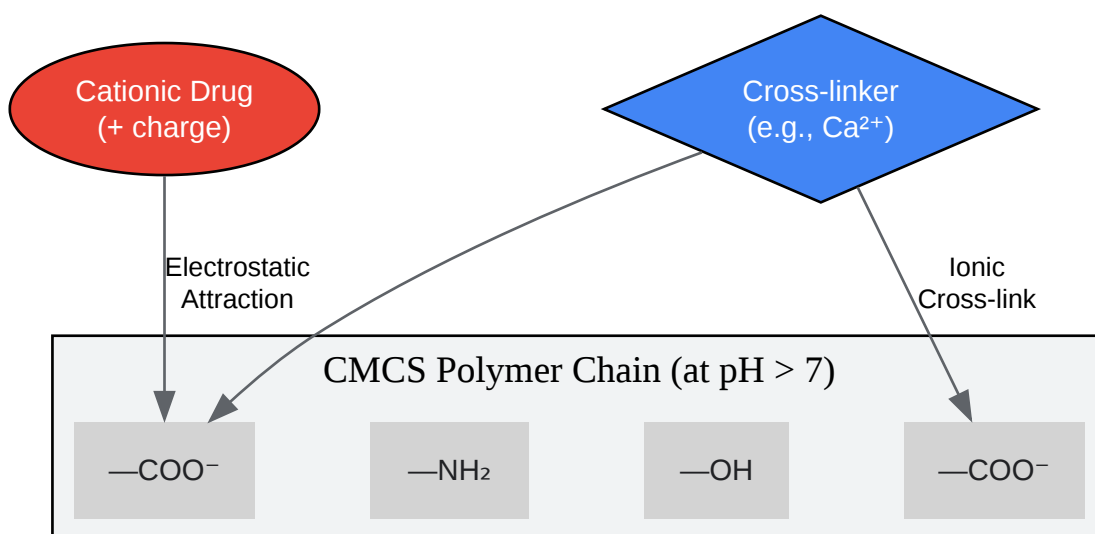 Cationic Drug
(+ charge)
Cross-linker
(e.g., Ca²⁺)
Electrostatic
Attraction
Ionic
Cross-link
CMCS Polymer Chain (at pH > 7)
—COO⁻
—NH₂
—OH
—COO⁻